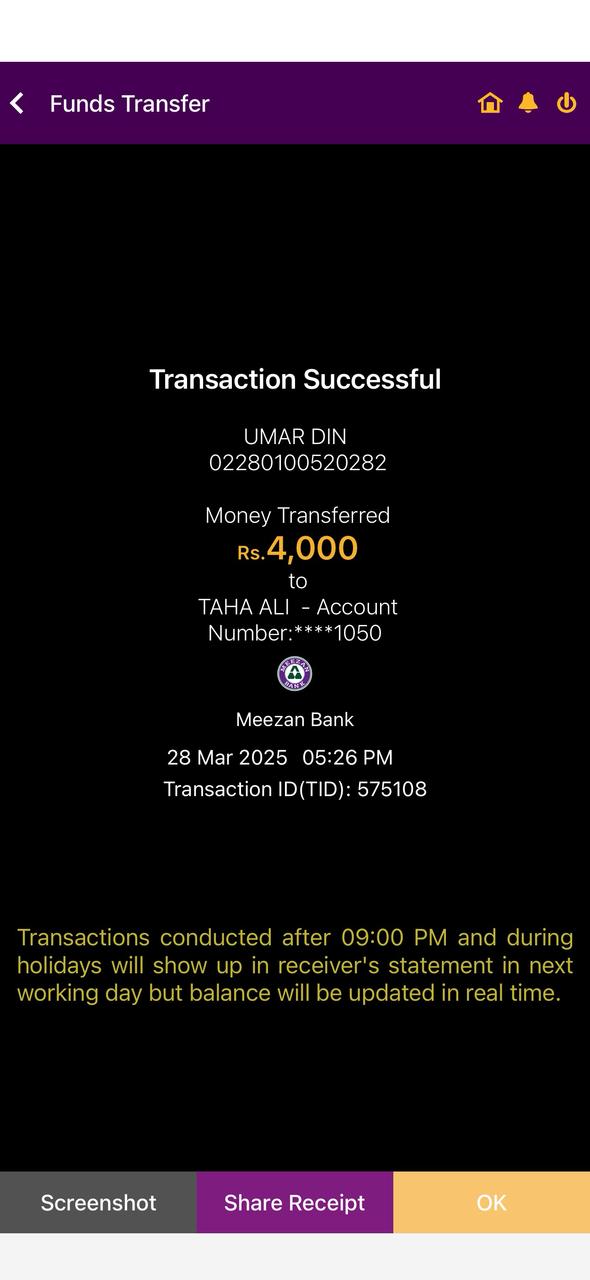 Funds Transfer
Transaction Successful
UMAR DIN
02280100520282
Money Transferred
Rs.4,000
to
TAHA ALI  - Account
Number:****1050
MEEZAN
BANK
Meezan Bank
28 Mar 2025  05:26 PM
Transaction ID(TID): 575108
Transactions conducted after 09:00 PM and during
holidays will show up in receiver's statement in next
working day but balance will be updated in real time.
Screenshot
Share Receipt
OK